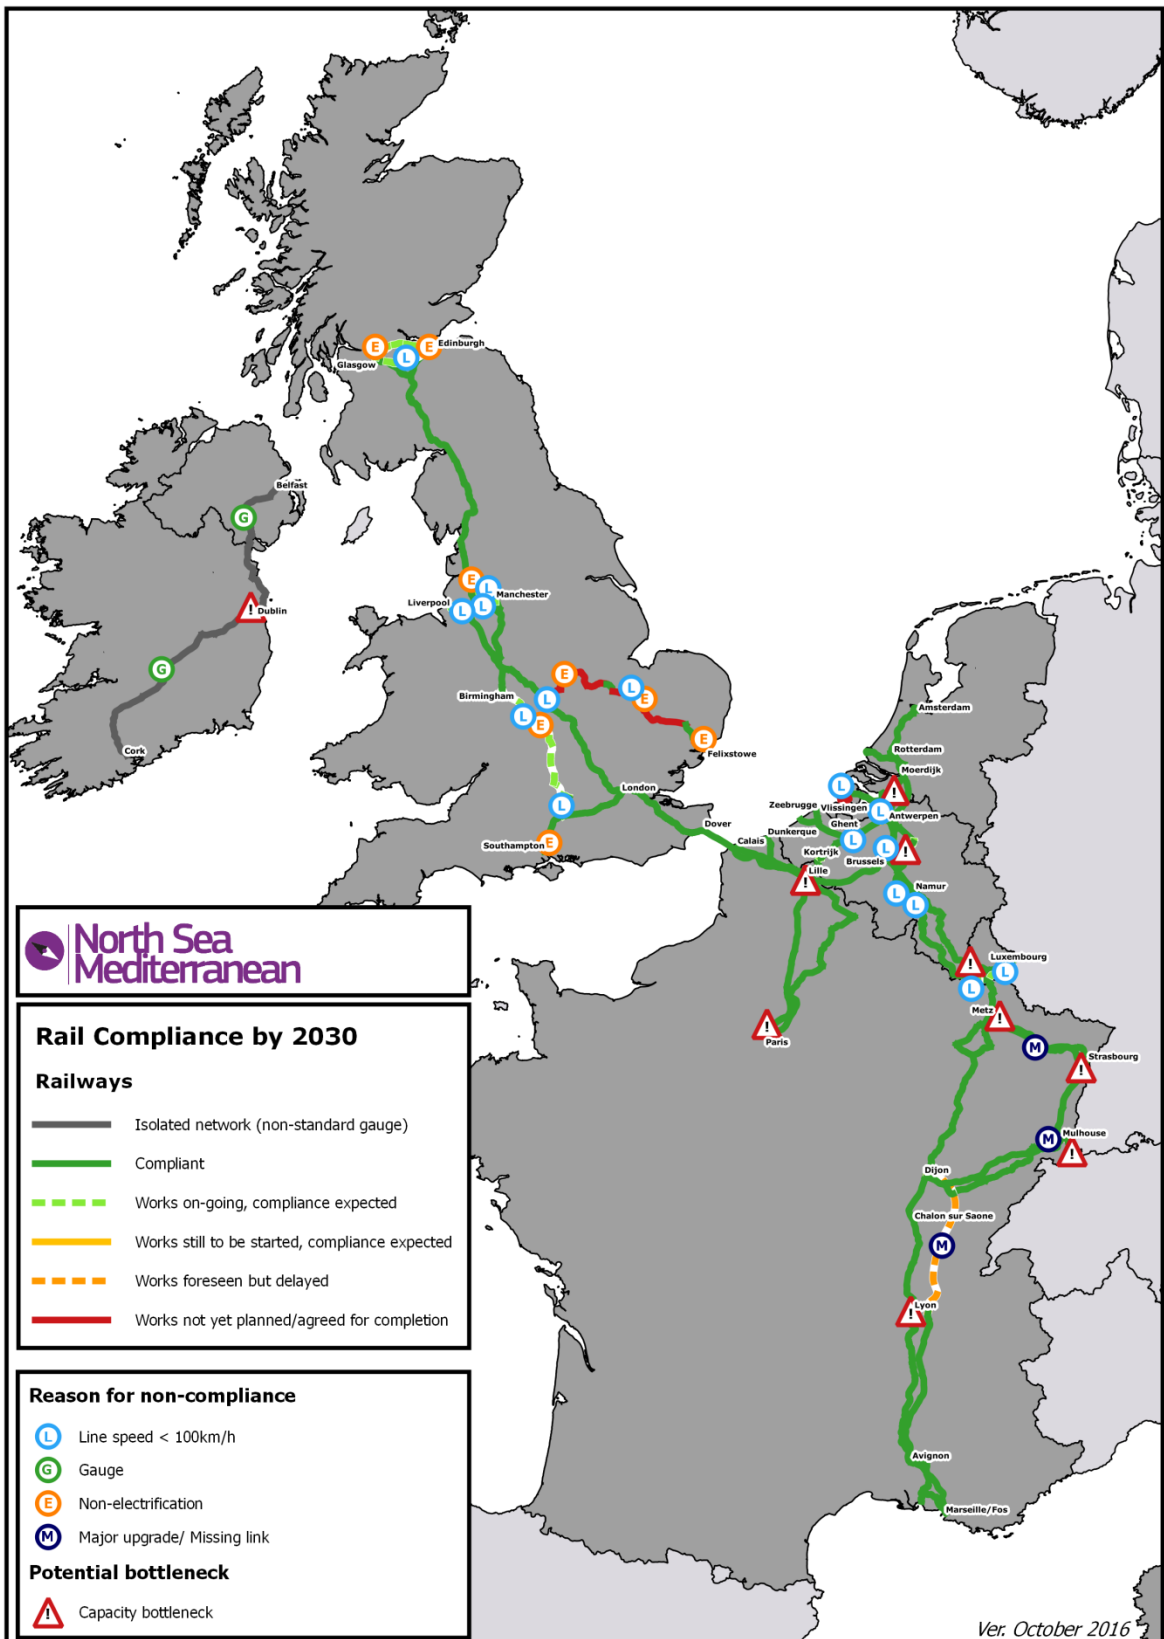 E
E
Edinburgh
L
Glasgow
Belfast
G
E
L
Manchester
Liverpool
L
L
! Dublin
G
E
L
E
Birmingham
L
L
E
Amsterdam
Cork
E
Felixstowe
Rotterdam
Moerdijk
London
L
!
L
Zeebrugge
Vlissingen
L
Antwerpen
Dover
Dunkerque
Ghent
Southampton
E
Calais
L
Kortrijk
L
!
Brussels
Lille
!
Namur
L
L
North Sea
Mediterranean
Luxembourg
!
L
L
Metz
!
Rail Compliance by 2030
!
Paris
M
Strasbourg
!
Railways
Isolated network (non-standard gauge)
Mulhouse
M
!
Compliant
Dijon
Works on-going, compliance expected
Chalon sur Saone
Works still to be started, compliance expected
M
Works foreseen but delayed
Lyon
!
Works not yet planned/agreed for completion
Reason for non-compliance
L Line speed < 100km/h
Avignon
G Gauge
E Non-electrification
Marseille/Fos
M Major upgrade/ Missing link
Potential bottleneck
! Capacity bottleneck
Ver. October 2016